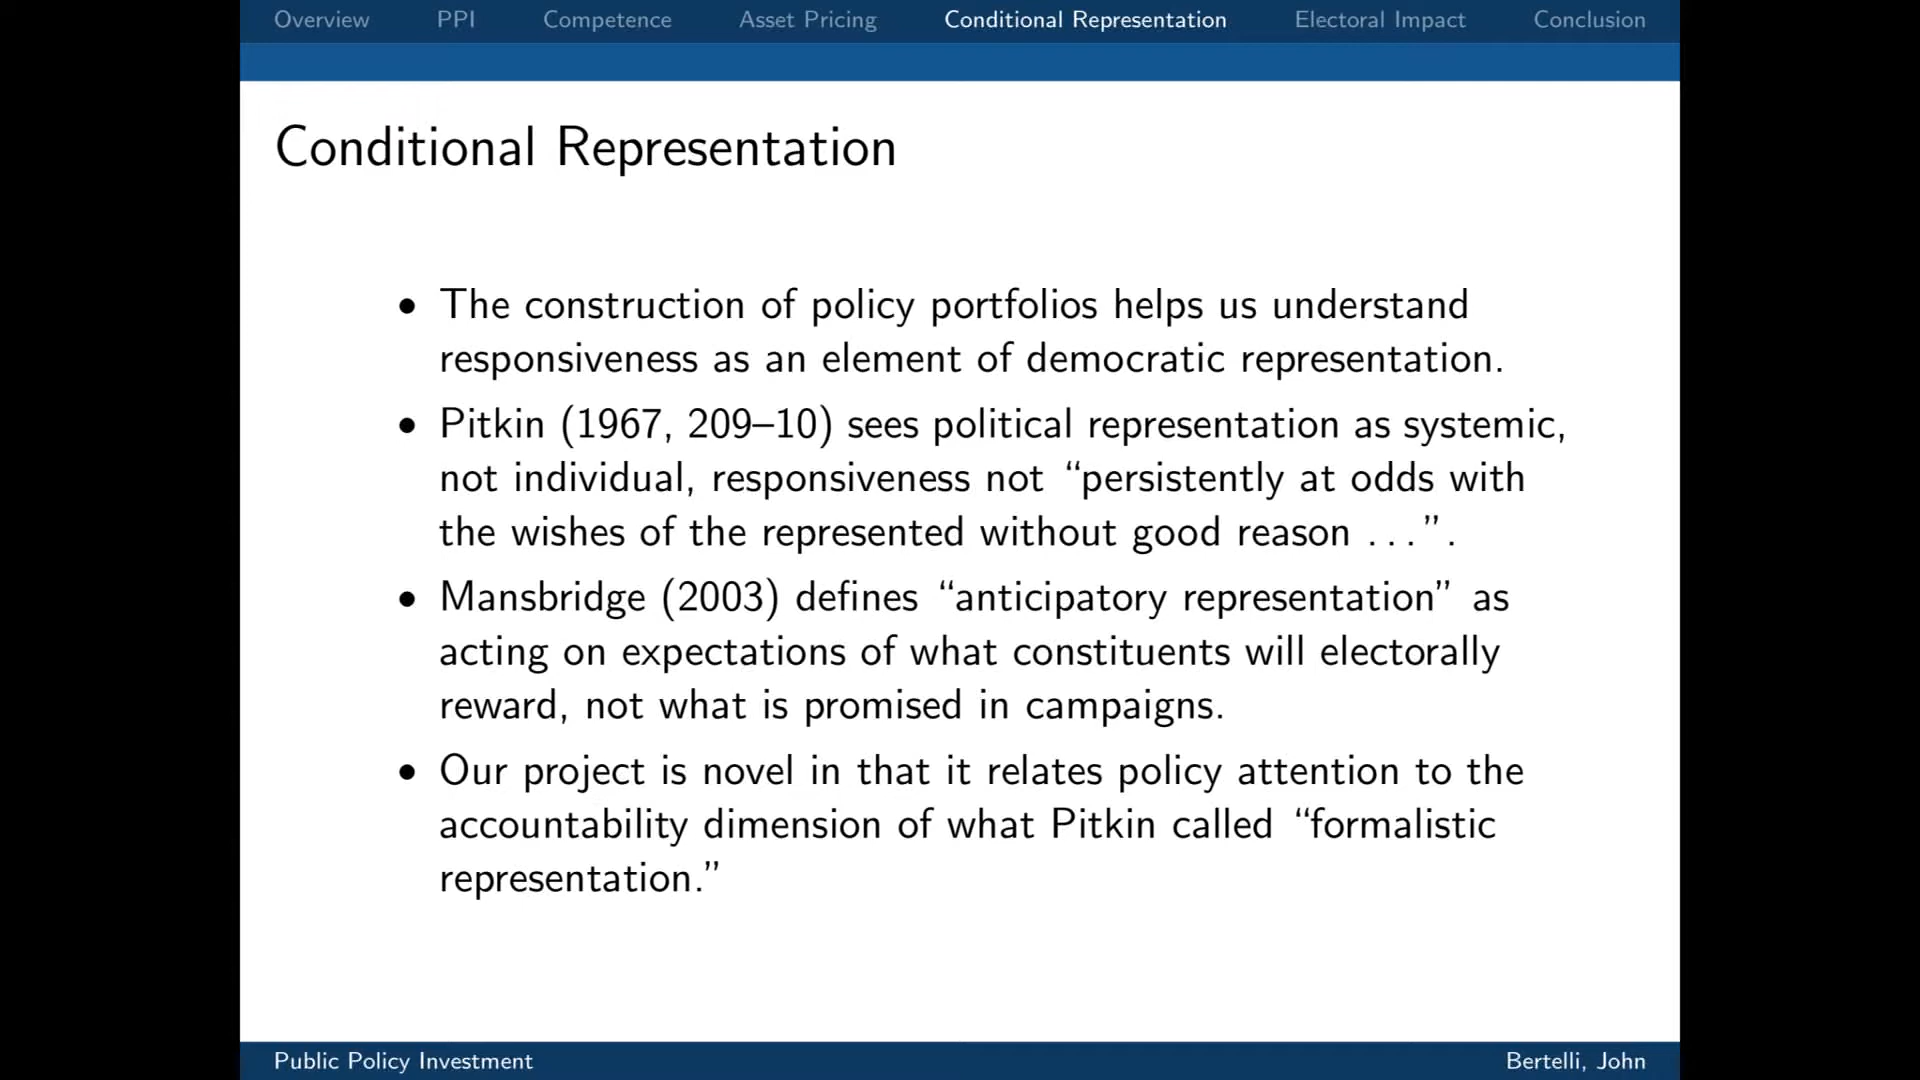 Overview PPI Competence Asset Pricing Conditional Representation Electoral Impact Conclusion
Conditional Representation
• The construction of policy portfolios helps us understand
responsiveness as an element of democratic representation.
• Pitkin (1967, 209–10) sees political representation as systemic,
not individual, responsiveness not “persistently at odds with
the wishes of the represented without good reason . . .”.
• Mansbridge (2003) defines “anticipatory representation” as
acting on expectations of what constituents will electorally
reward, not what is promised in campaigns.
• Our project is novel in that it relates policy attention to the
accountability dimension of what Pitkin called “formalistic
representation.”
Public Policy Investment Bertelli, John